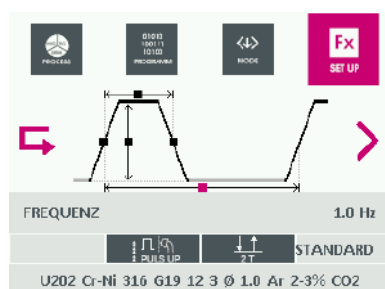 PROCESS
01010
100111
10100
PROGRAMM
MODE
Fx
SET UP
FREQUENZ 1.0 Hz
PULS UP
2T
STANDARD
U202 Cr-Ni 316 G19 12 3 Ø 1.0 Ar 2-3% CO2